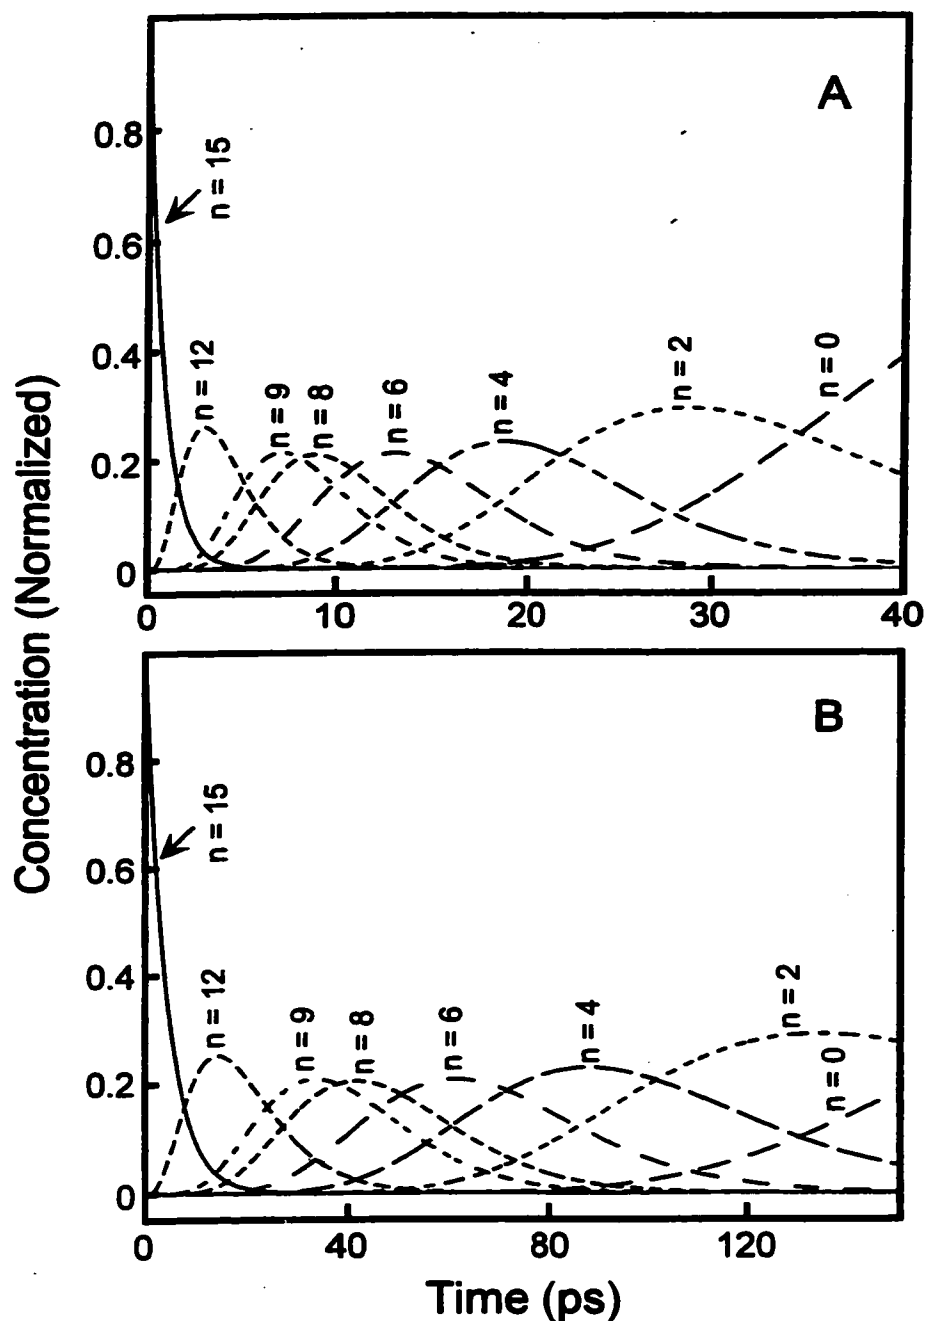 A
0.8
n = 15
0.6
0.4
n = 12
n = 9
n = 8
n = 6
n = 4
n = 2
n = 0
0.2
0
0 10 20 30 40
Concentration (Normalized)
B
0.8
n = 15
0.6
0.4
n = 12
n = 9
n = 8
n = 6
n = 4
n = 2
n = 0
0.2
0
0 40 80 120
Time (ps)